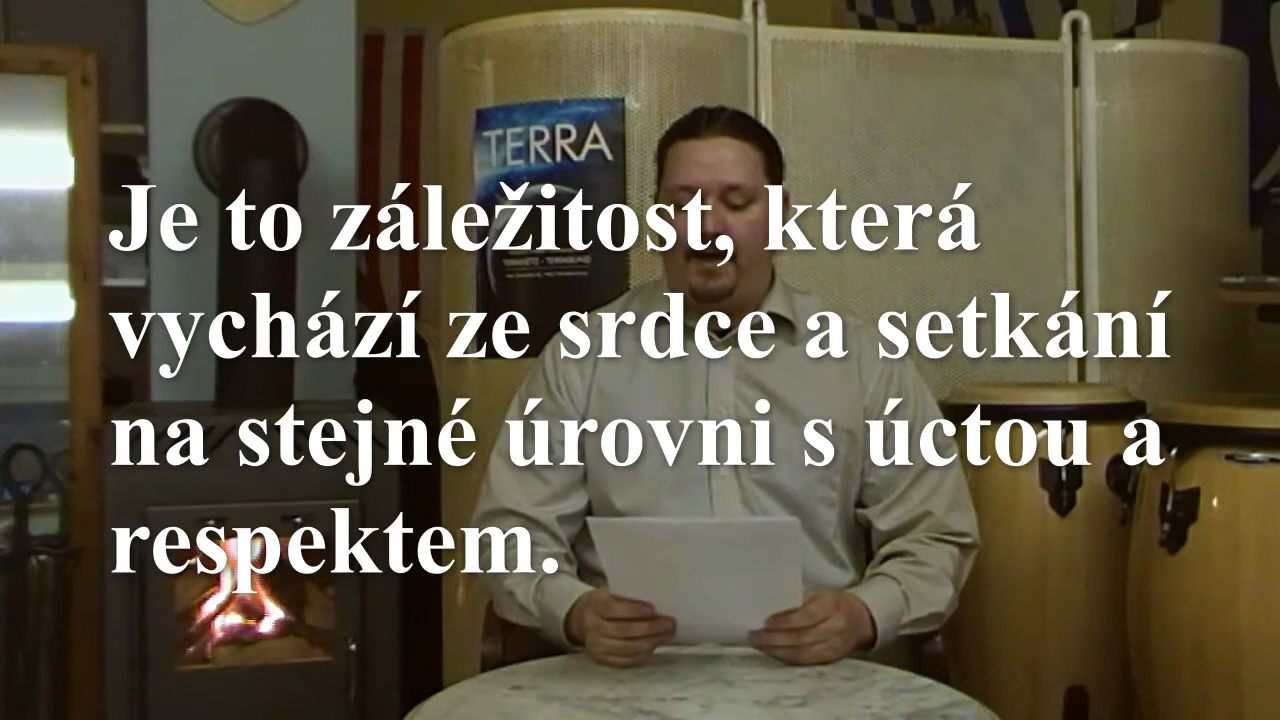 TERRA
Je to záležitost, která
vychází ze srdce a setkání
na stejné úrovni s úctou a
respektem.